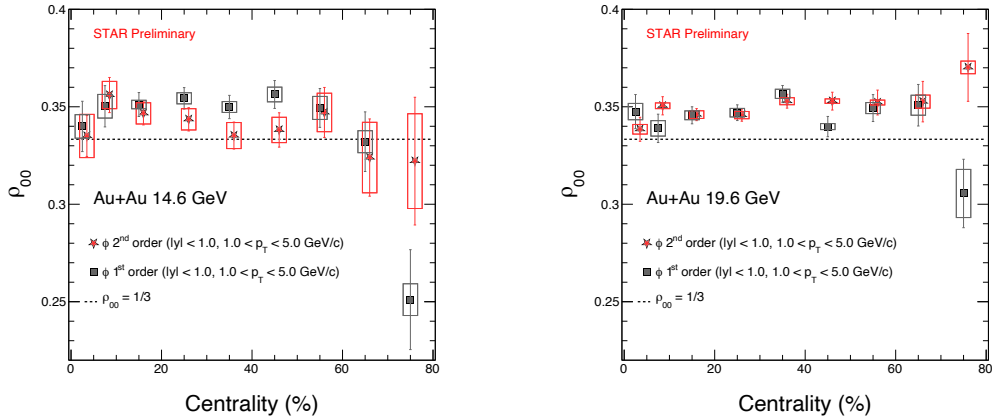 0.4
STAR Preliminary
0.35
0.3
0.25
ρ00
Au+Au 14.6 GeV
ϕ 2nd order (lyl < 1.0, 1.0 < pT < 5.0 GeV/c)
ϕ 1st order (lyl < 1.0, 1.0 < pT < 5.0 GeV/c)
ρ00 = 1/3
0 20 40 60 80
Centrality (%)
0.4
STAR Preliminary
0.35
0.3
0.25
ρ00
Au+Au 19.6 GeV
ϕ 2nd order (lyl < 1.0, 1.0 < pT < 5.0 GeV/c)
ϕ 1st order (lyl < 1.0, 1.0 < pT < 5.0 GeV/c)
ρ00 = 1/3
0 20 40 60 80
Centrality (%)